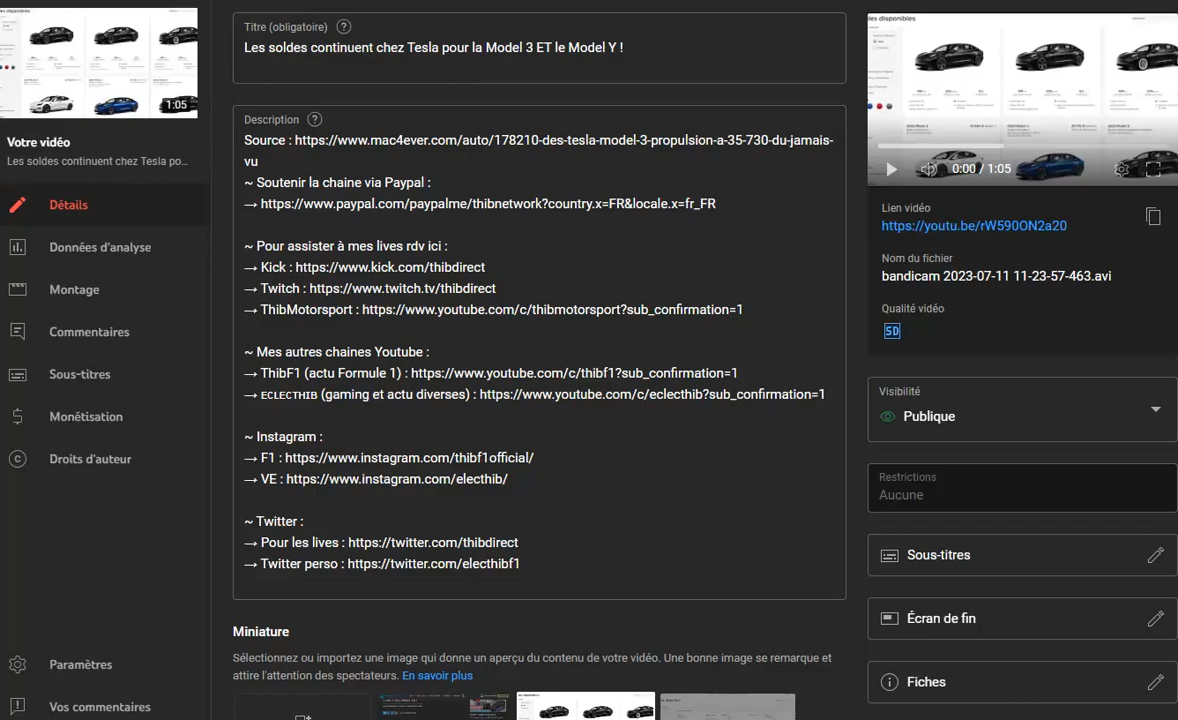 1:05
Votre vidéo
Les soldes continuent chez Tesla po...
Détails
Données d'analyse
Montage
Commentaires
Sous-titres
Monétisation
Droits d'auteur
Paramètres
Vos commentaires
Titre (obligatoire)
Les soldes continuent chez Tesla pour la Model 3 ET le Model Y !
Description
Source : https://www.mac4ever.com/auto/178210-des-tesla-model-3-propulsion-a-35-730-du-jamais-
vu
~ Soutenir la chaine via Paypal :
→ https://www.paypal.com/paypalme/thibnetwork?country.x=FR&locale.x=fr_FR
~ Pour assister à mes lives rdv ici :
→ Kick : https://www.kick.com/thibdirect
→ Twitch : https://www.twitch.tv/thibdirect
→ ThibMotorsport : https://www.youtube.com/c/thibmotorsport?sub_confirmation=1
~ Mes autres chaines Youtube :
→ ThibF1 (actu Formule 1) : https://www.youtube.com/c/thibf1?sub_confirmation=1
→ ᴇᴄʟᴇᴄᴛʜɪʙ (gaming et actu diverses) : https://www.youtube.com/c/eclecthib?sub_confirmation=1
~ Instagram :
→ F1 : https://www.instagram.com/thibf1official/
→ VE : https://www.instagram.com/electhib/
~ Twitter :
→ Pour les lives : https://twitter.com/thibdirect
→ Twitter perso : https://twitter.com/electhibf1
Miniature
Sélectionnez ou importez une image qui donne un aperçu du contenu de votre vidéo. Une bonne image se remarque et
attire l'attention des spectateurs. En savoir plus
les disponibles
0:00 / 1:05
Lien vidéo
https://youtu.be/rW590ON2a20
Nom du fichier
bandicam 2023-07-11 11-23-57-463.avi
Qualité vidéo
SD
Visibilité
Publique
Restrictions
Aucune
Sous-titres
Écran de fin
Fiches